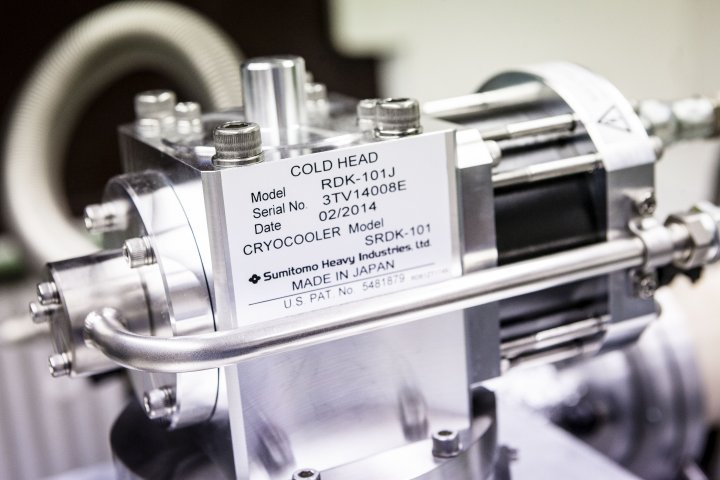 COLD HEAD
Model RDK-101J
Serial No. 3TV14008E
Date 02/2014
CRYOCOOLER Model
SRDK-101
Sumitomo Heavy Industries, Ltd.
MADE IN JAPAN
U.S. PAT. No. 5481879